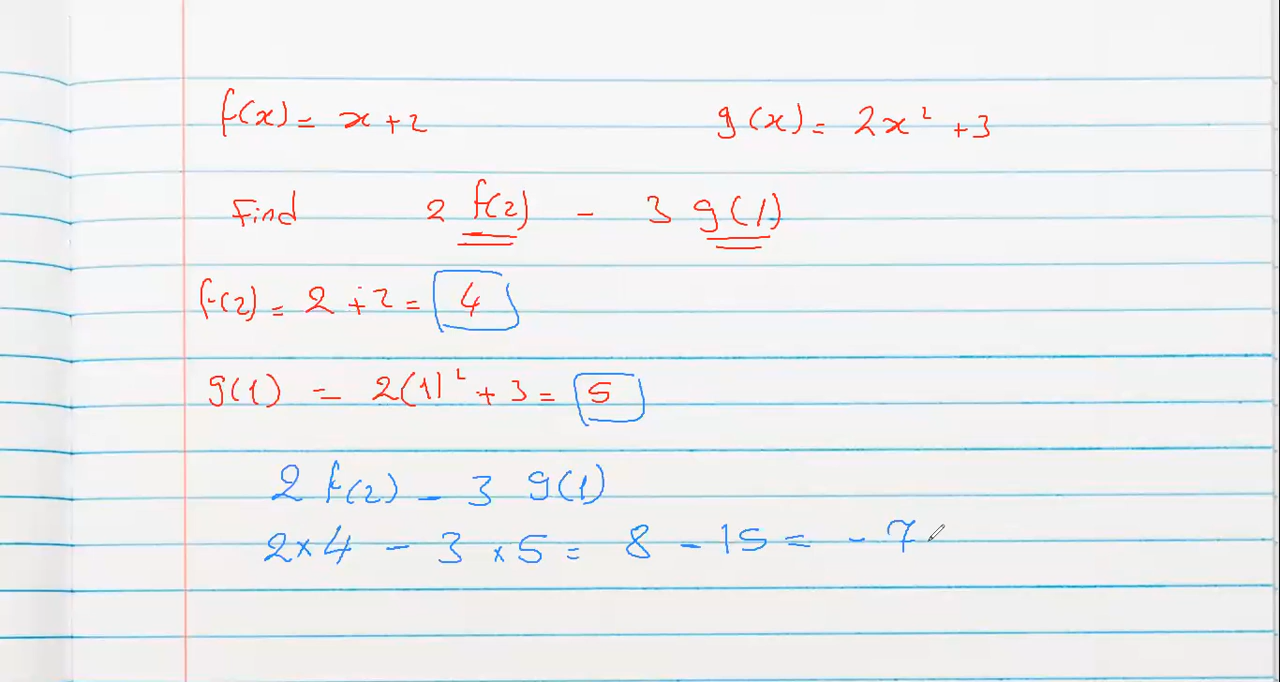 f(x) = x + 2 g(x) = 2x² + 3
Find 2 f(2) - 3 g(1)
f(2) = 2 + 2 = 4
g(1) = 2(1)² + 3 = 5
2 f(2) - 3 g(1)
2 × 4 - 3 × 5 = 8 - 15 = -7